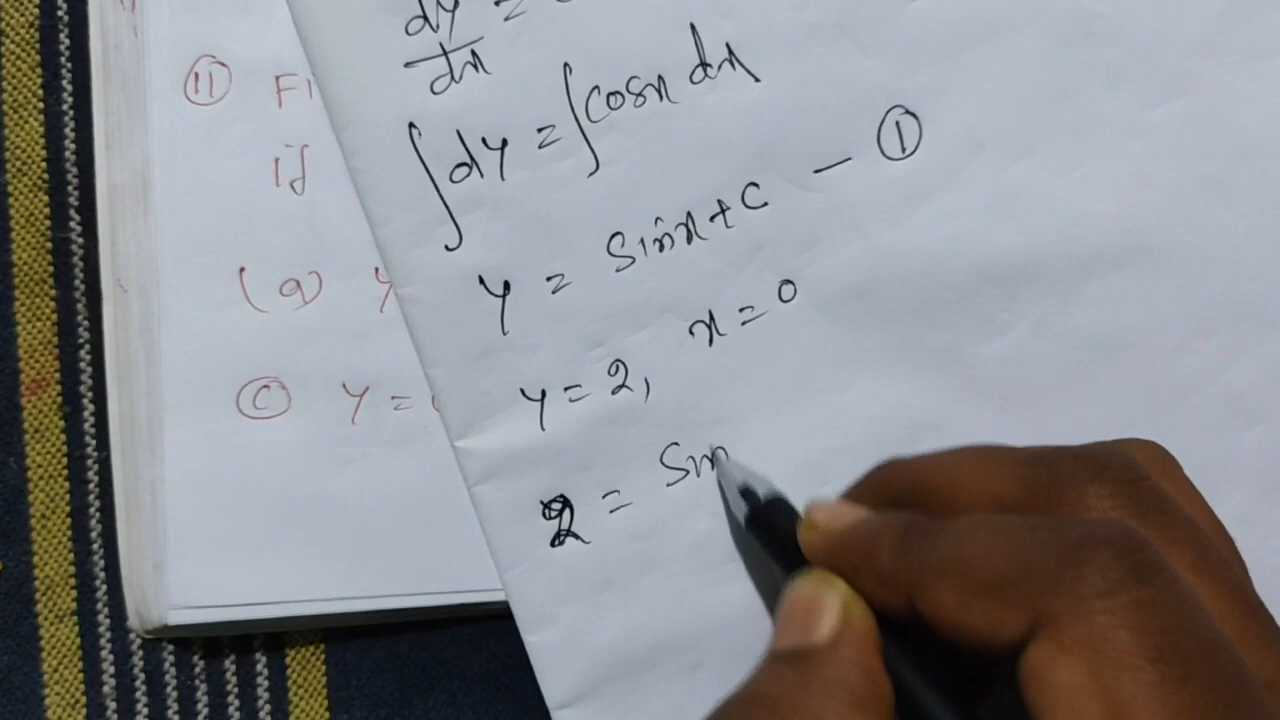 dy/dx =
∫dy = ∫cosx dx
y = sinx + c — ①
y = 2, x = 0
2 = Sin
⑪ Fi
if
(a) y
ⓒ y =